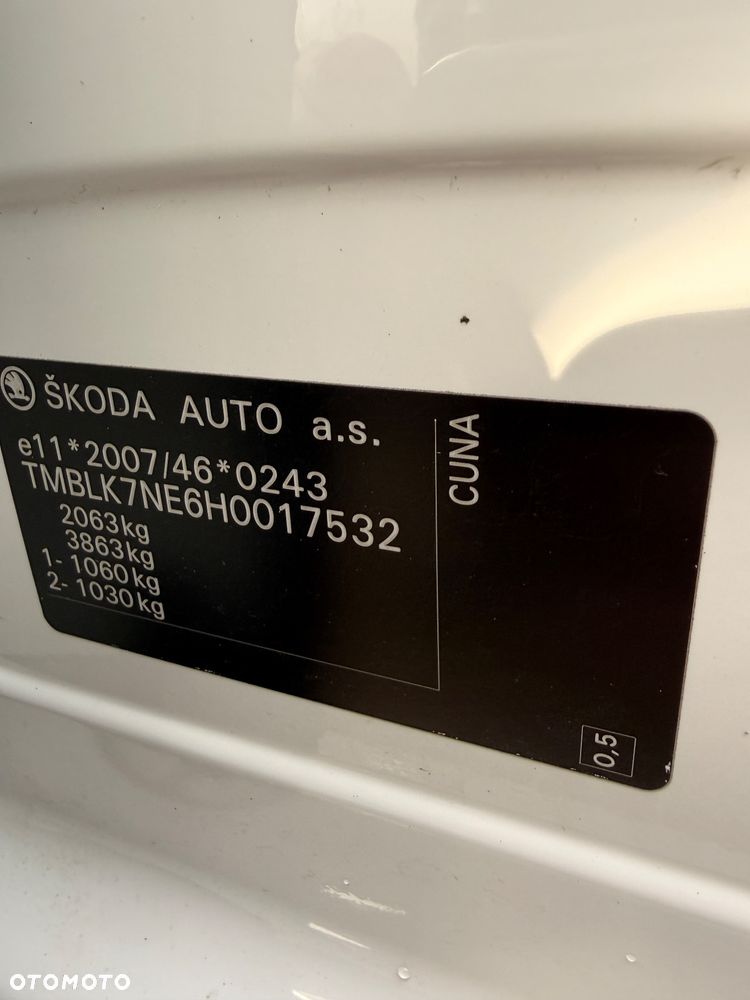 ŠKODA AUTO a.s.
e11*2007/46*0243
TMBLK7NE6H0017532
2063kg
3863kg
1- 1060kg
2- 1030kg
CUNA
0,5
OTOMOTO